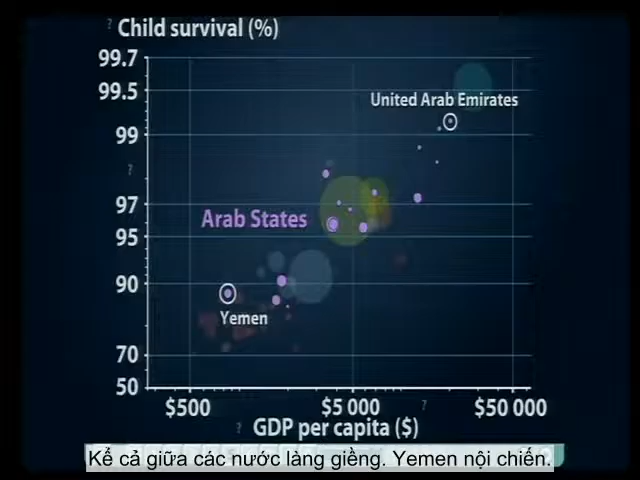 ? Child survival (%)
99.7
99.5
United Arab Emirates
99
?
97
Arab States
95
90
Yemen
70
50
$500 $5 000 $50 000
?
? GDP per capita ($)
Kể cả giữa các nước làng giềng. Yemen nội chiến.